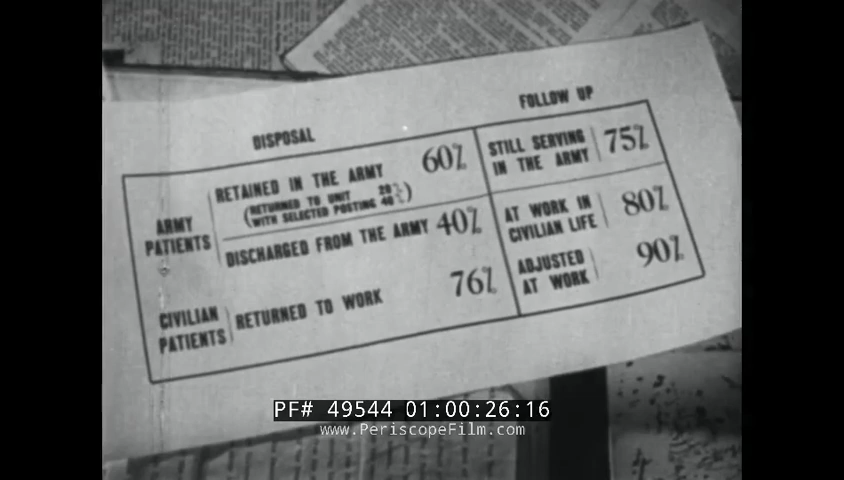 DISPOSAL
FOLLOW UP
ARMY
PATIENTS
RETAINED IN THE ARMY 60%
(RETURNED TO UNIT 20%
WITH SELECTED POSTING 40%)
DISCHARGED FROM THE ARMY 40%
STILL SERVING
IN THE ARMY 75%
AT WORK IN
CIVILIAN LIFE 80%
CIVILIAN
PATIENTS
RETURNED TO WORK 76%
ADJUSTED
AT WORK 90%
PF# 49544 01:00:26:16
www.PeriscopeFilm.com